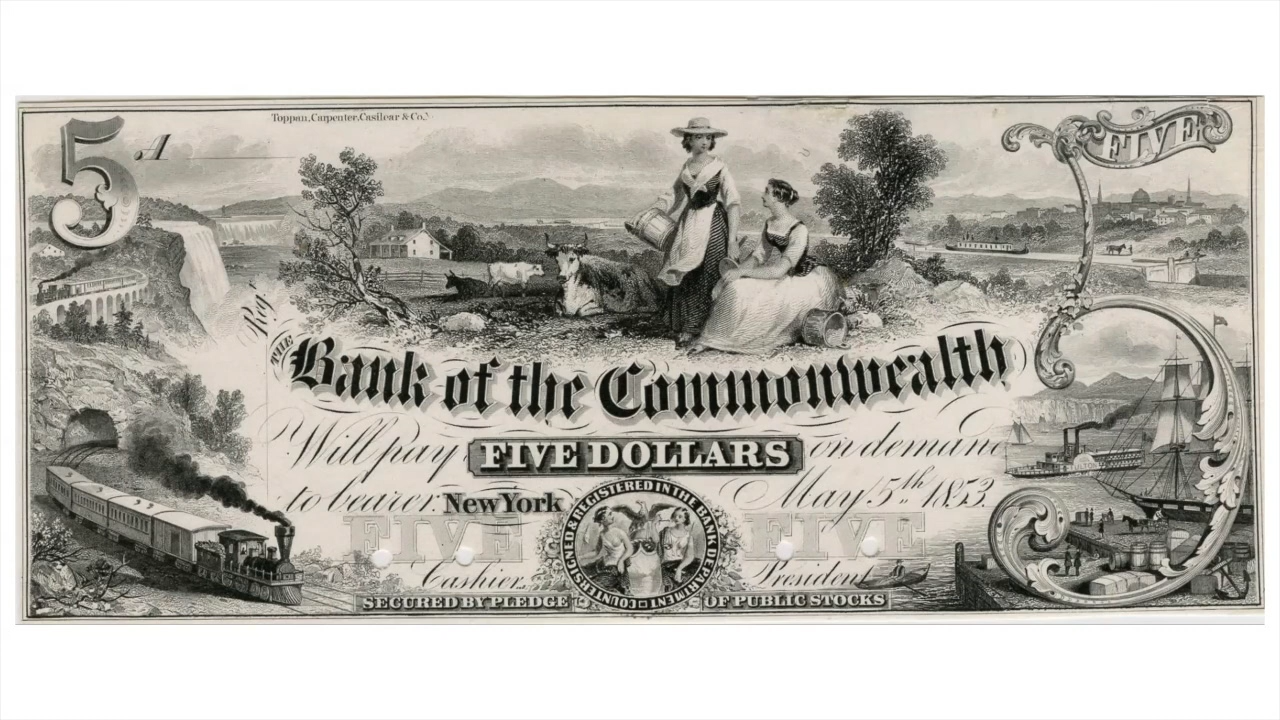 Toppan, Carpenter, Casilear & Co.
5 A
FIVE
Reg.r
THE
Bank of the Commonwealth
Will pay FIVE DOLLARS on demand
to bearer. New York May 5th 1853.
FIVE FIVE
COUNTERSIGNED & REGISTERED IN THE BANK DEPARTMENT
Cashier. President
SECURED BY PLEDGE OF PUBLIC STOCKS